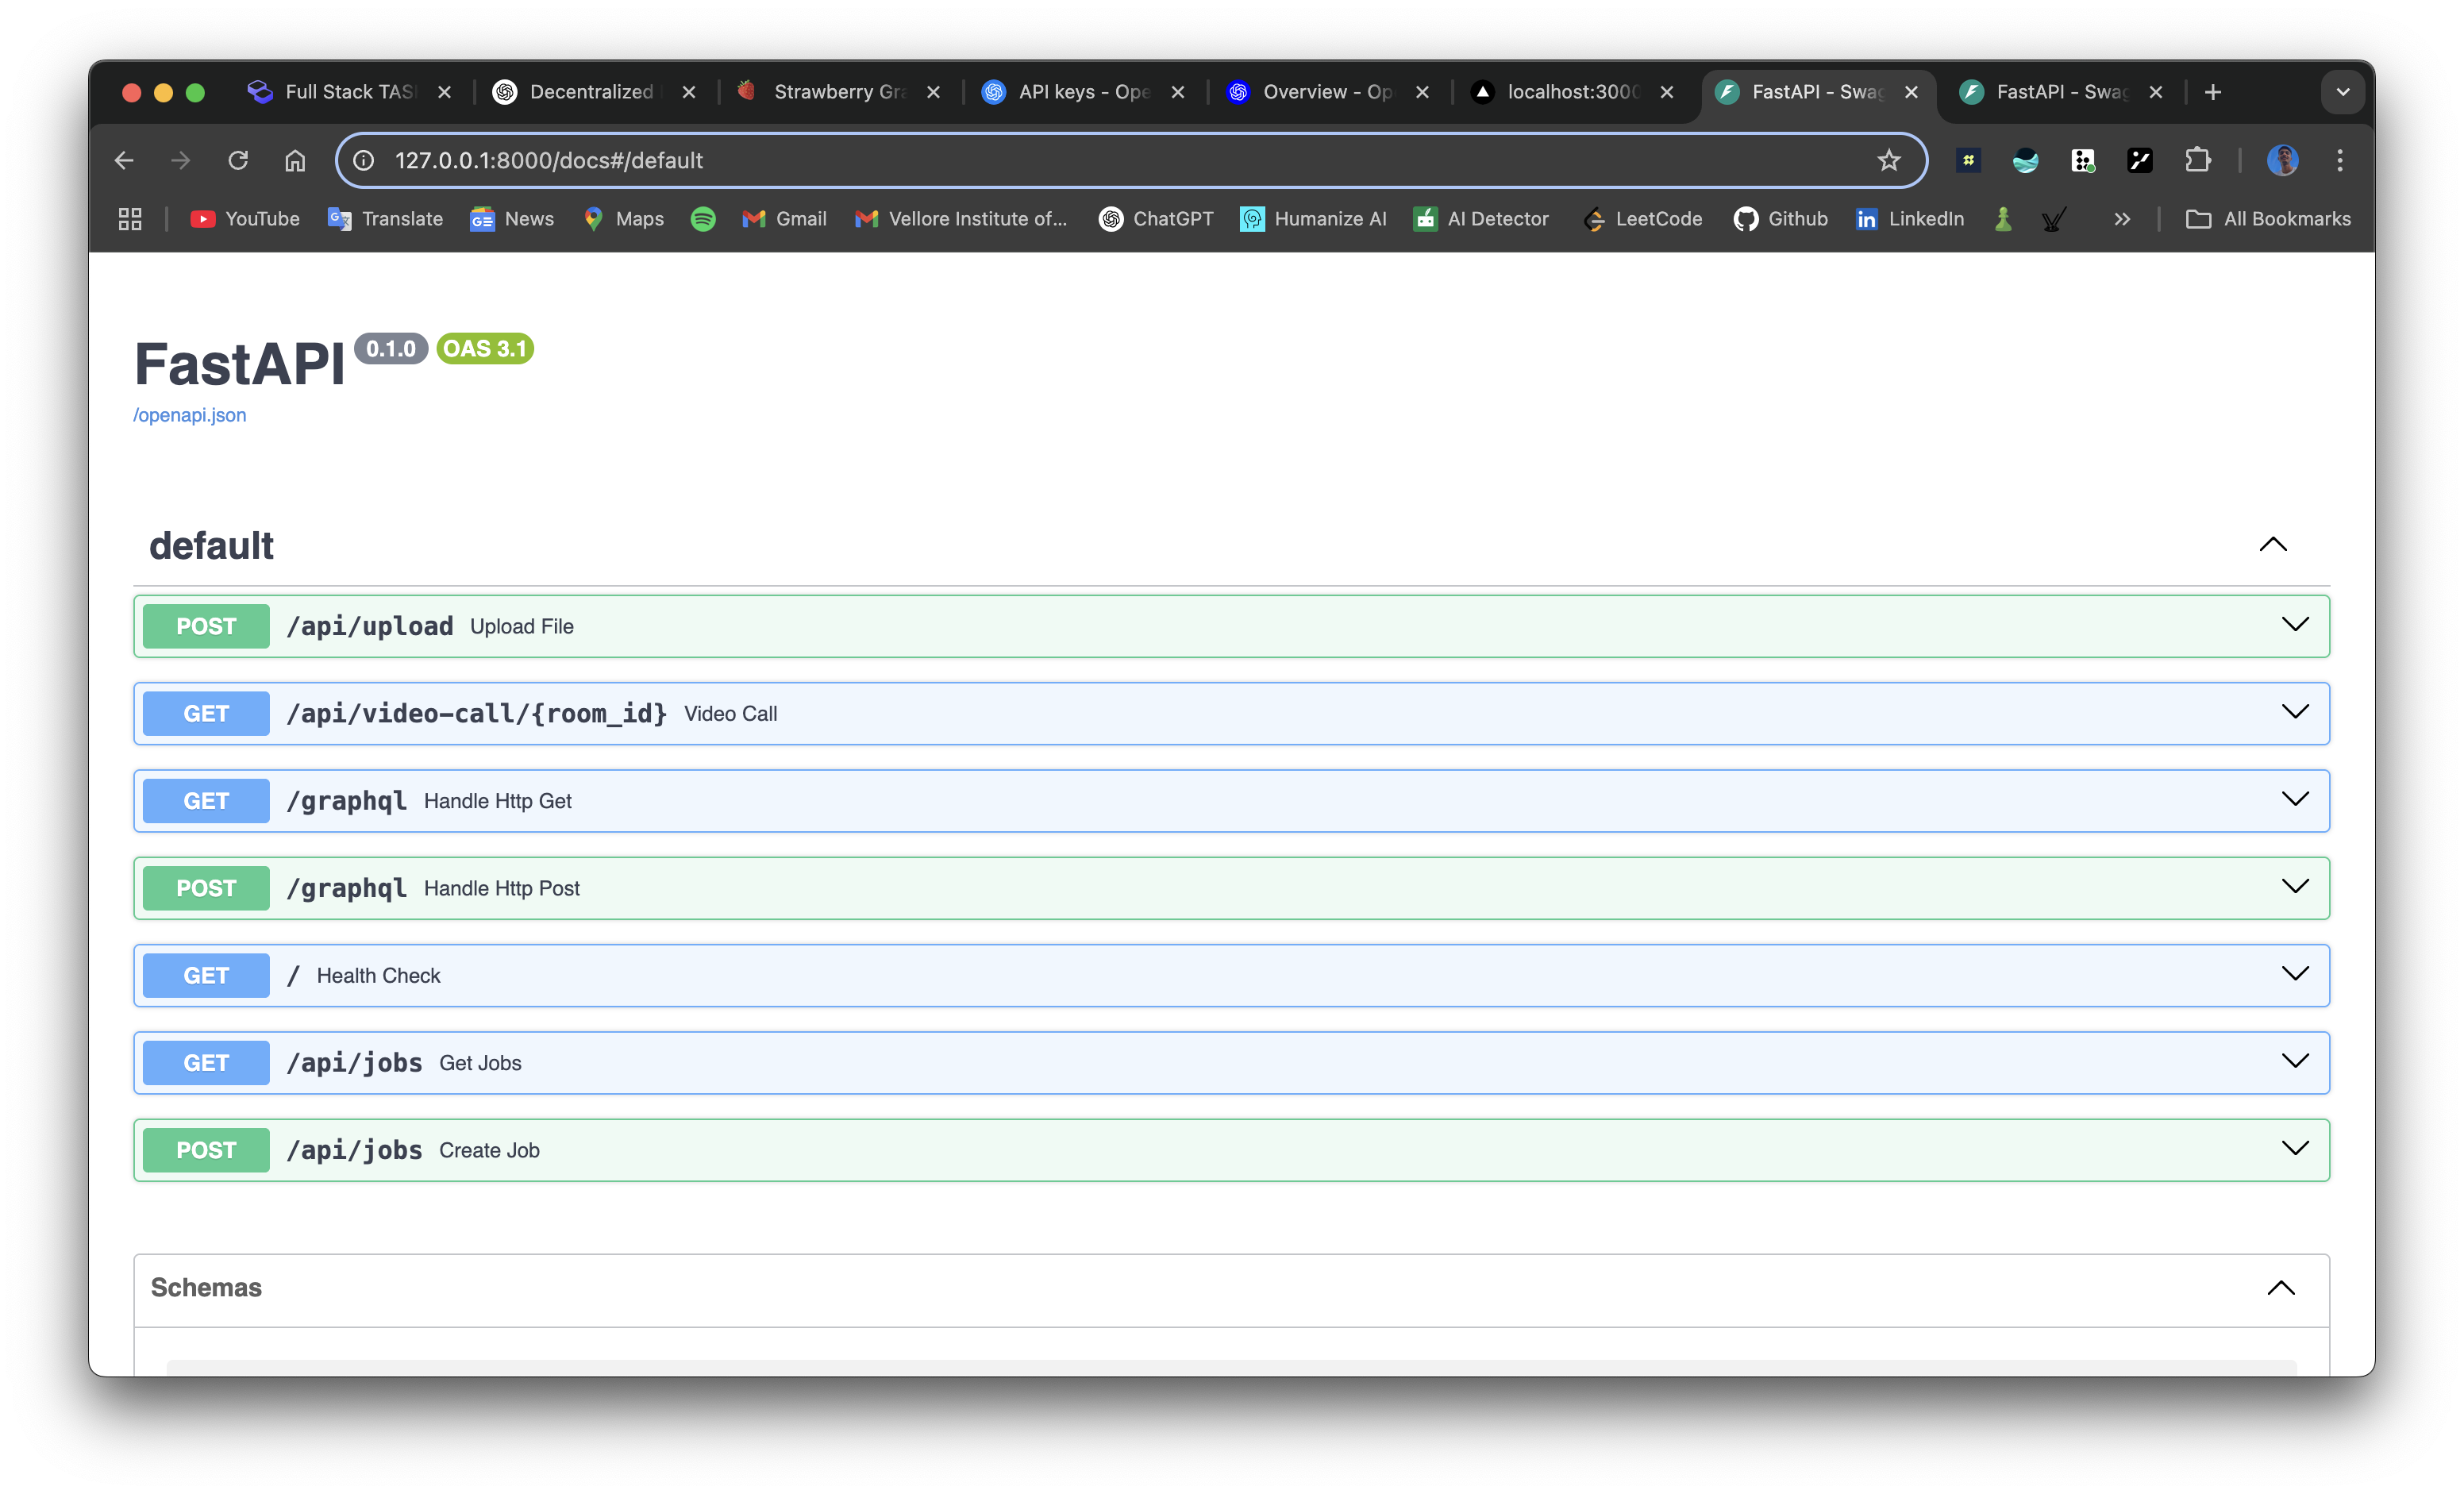 Full Stack TAS
Decentralized
Strawberry Gra
API keys - Ope
Overview - Op
localhost:3000
FastAPI - Swag
FastAPI - Swag
127.0.0.1:8000/docs#/default
YouTube
Translate
News
Maps
Gmail
Vellore Institute of...
ChatGPT
Humanize AI
AI Detector
LeetCode
Github
LinkedIn
All Bookmarks
FastAPI 0.1.0 OAS 3.1
/openapi.json
default
POST /api/upload Upload File
GET /api/video-call/{room_id} Video Call
GET /graphql Handle Http Get
POST /graphql Handle Http Post
GET / Health Check
GET /api/jobs Get Jobs
POST /api/jobs Create Job
Schemas